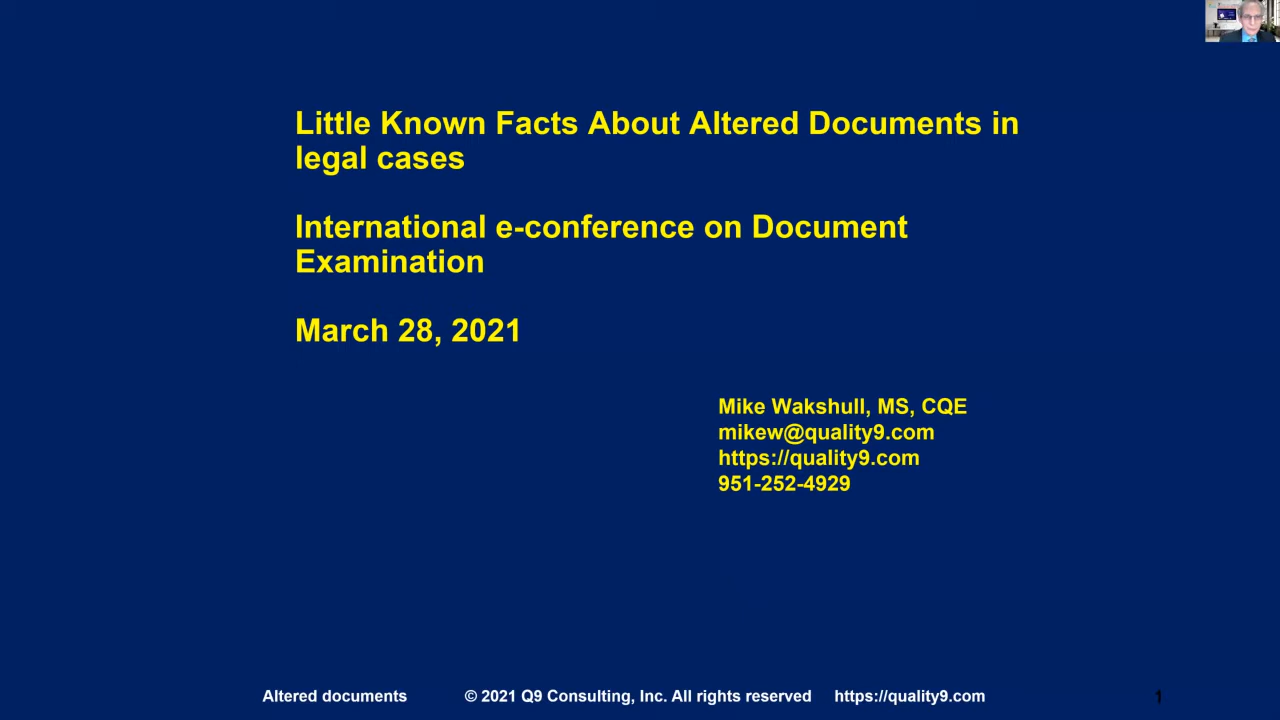 Little Known Facts About Altered Documents in
legal cases
International e-conference on Document
Examination
March 28, 2021
Mike Wakshull, MS, CQE
mikew@quality9.com
https://quality9.com
951-252-4929
Altered documents © 2021 Q9 Consulting, Inc. All rights reserved https://quality9.com 1